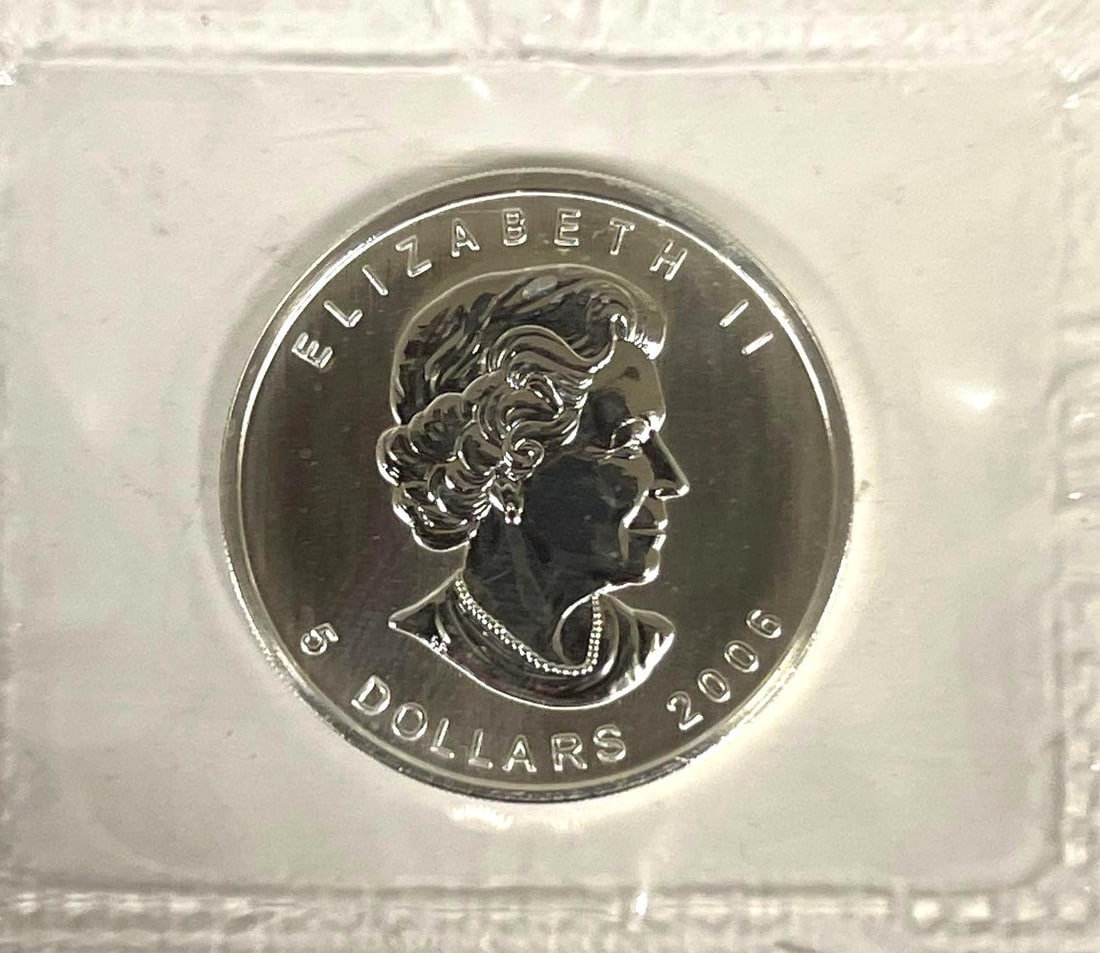 ELIZABETH II
5 DOLLARS 2006